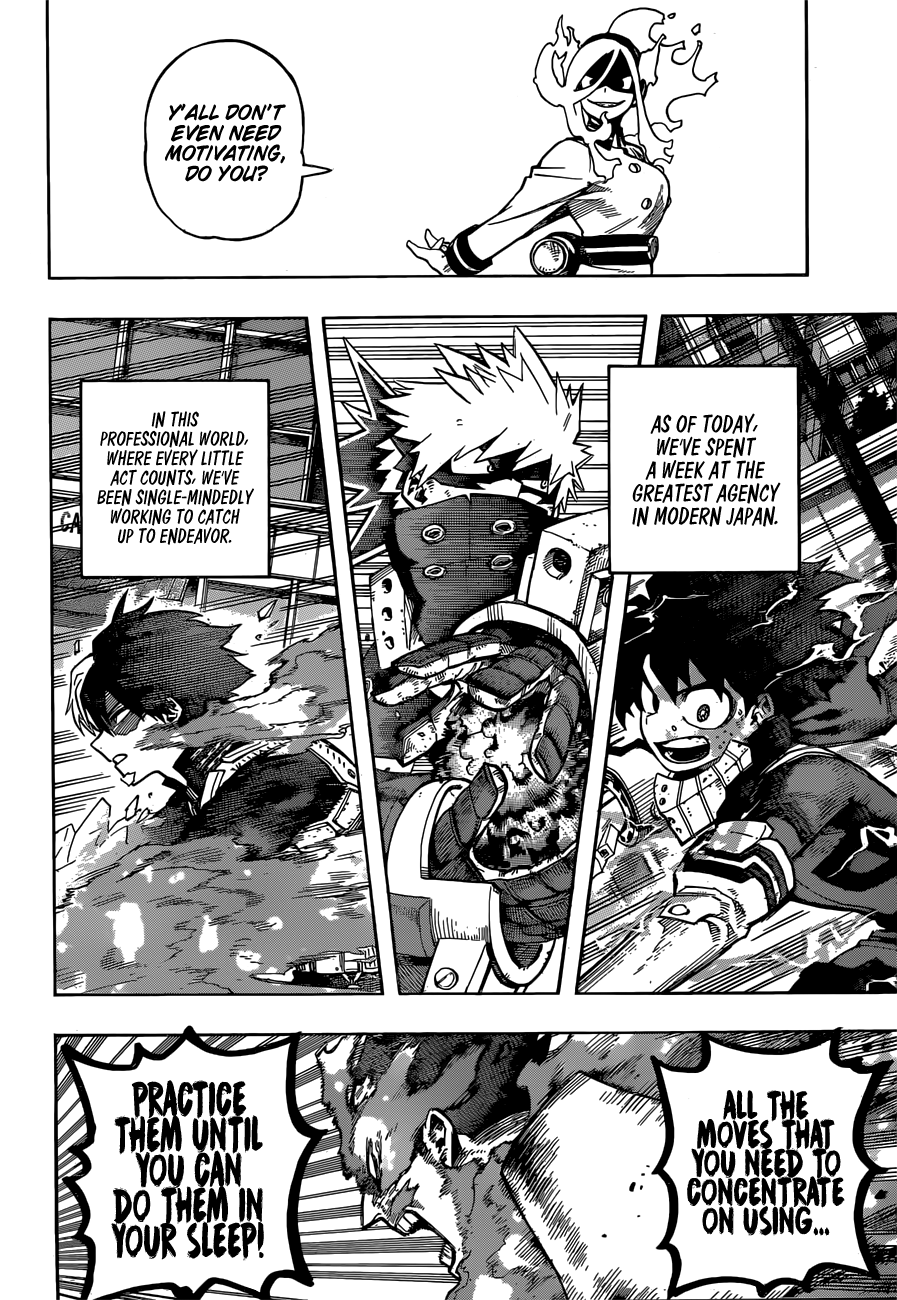 Y'ALL DON'T
EVEN NEED
MOTIVATING,
DO YOU?
AS OF TODAY,
WE'VE SPENT
A WEEK AT THE
GREATEST AGENCY
IN MODERN JAPAN.
IN THIS
PROFESSIONAL WORLD,
WHERE EVERY LITTLE
ACT COUNTS, WE'VE
BEEN SINGLE-MINDEDLY
WORKING TO CATCH
UP TO ENDEAVOR.
CA
ALL THE
MOVES THAT
YOU NEED TO
CONCENTRATE
ON USING...
PRACTICE
THEM UNTIL
YOU CAN
DO THEM IN
YOUR SLEEP!